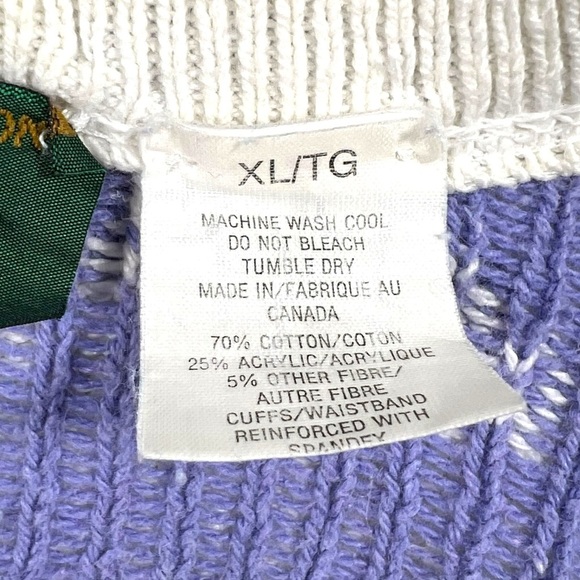 XL/TG
MACHINE WASH COOL
DO NOT BLEACH
TUMBLE DRY
MADE IN/FABRIQUE AU
CANADA
70% COTTON/COTON
25% ACRYLIC/ACRYLIQUE
5% OTHER FIBRE/
AUTRE FIBRE
CUFFS/WAISTBAND
REINFORCED WITH
SPANDEX